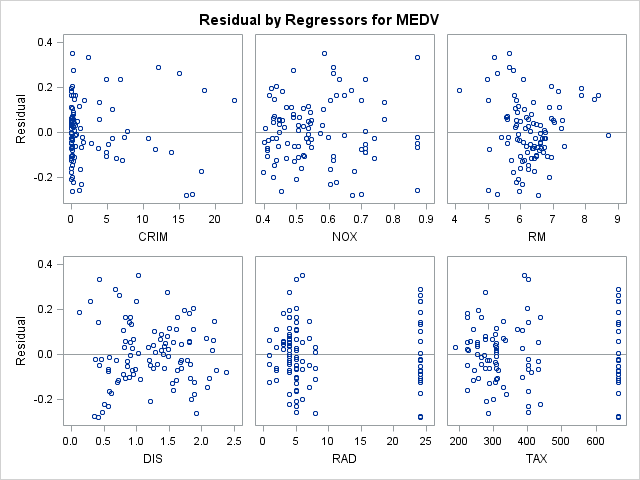 Residual by Regressors for MEDV
0.4
0.2
0.0
-0.2
Residual
0 5 10 15 20
CRIM
0.4 0.5 0.6 0.7 0.8 0.9
NOX
4 5 6 7 8 9
RM
0.4
0.2
0.0
-0.2
Residual
0.0 0.5 1.0 1.5 2.0 2.5
DIS
0 5 10 15 20 25
RAD
200 300 400 500 600
TAX